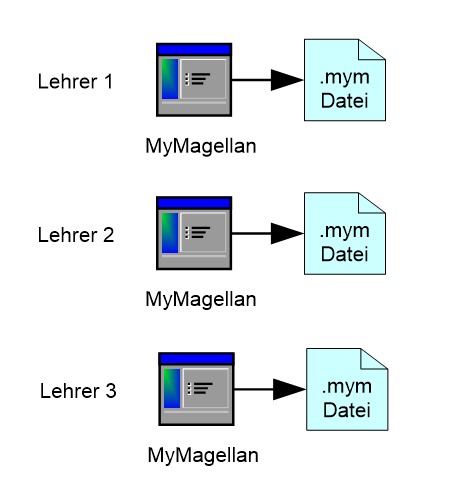 Lehrer 1
.mym
Datei
MyMagellan
Lehrer 2
.mym
Datei
MyMagellan
Lehrer 3
.mym
Datei
MyMagellan